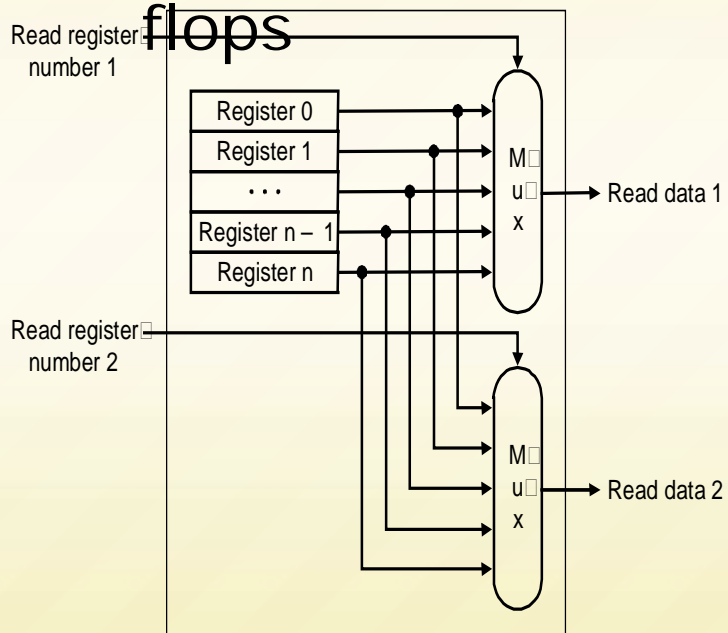 flops
Read register
number 1
Register 0
Register 1
...
Register n – 1
Register n
M
u
x
Read data 1
Read register
number 2
M
u
x
Read data 2